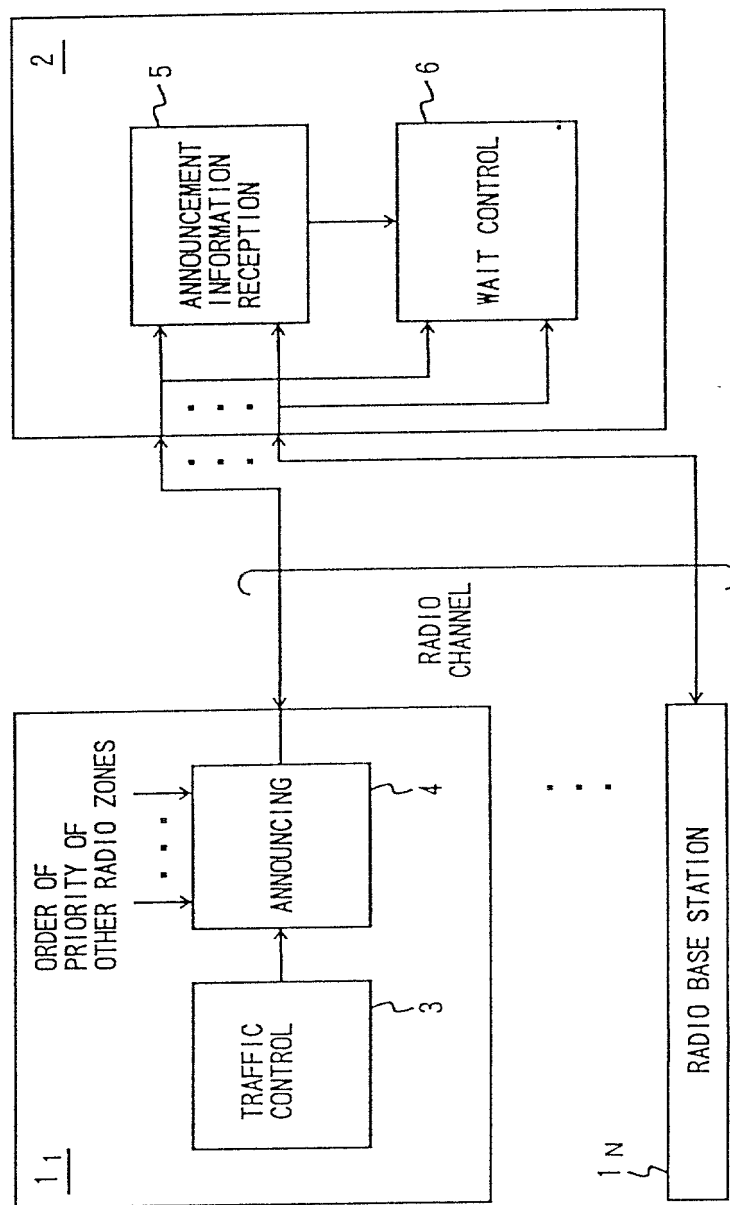 1 1
ORDER OF
PRIORITY OF
OTHER RADIO ZONES
TRAFFIC
CONTROL
3
ANNOUNCING
4
RADIO
CHANNEL
1 N
RADIO BASE STATION
2
ANNOUNCEMENT
INFORMATION
RECEPTION
5
WAIT CONTROL
6